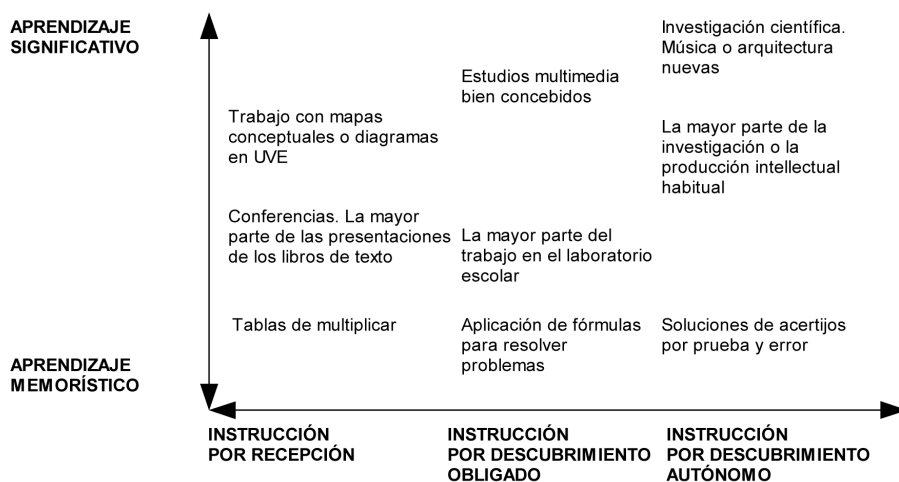 APRENDIZAJE
SIGNIFICATIVO
Investigación científica.
Música o arquitectura
nuevas
Estudios multimedia
bien concebidos
Trabajo con mapas
conceptuales o diagramas
en UVE
La mayor parte de la
investigación o la
producción intellectual
habitual
Conferencias. La mayor
parte de las presentaciones
de los libros de texto
La mayor parte del
trabajo en el laboratorio
escolar
Tablas de multiplicar
Aplicación de fórmulas
para resolver
problemas
Soluciones de acertijos
por prueba y error
APRENDIZAJE
MEMORÍSTICO
INSTRUCCIÓN
POR RECEPCIÓN
INSTRUCCIÓN
POR DESCUBRIMIENTO
OBLIGADO
INSTRUCCIÓN
POR DESCUBRIMIENTO
AUTÓNOMO